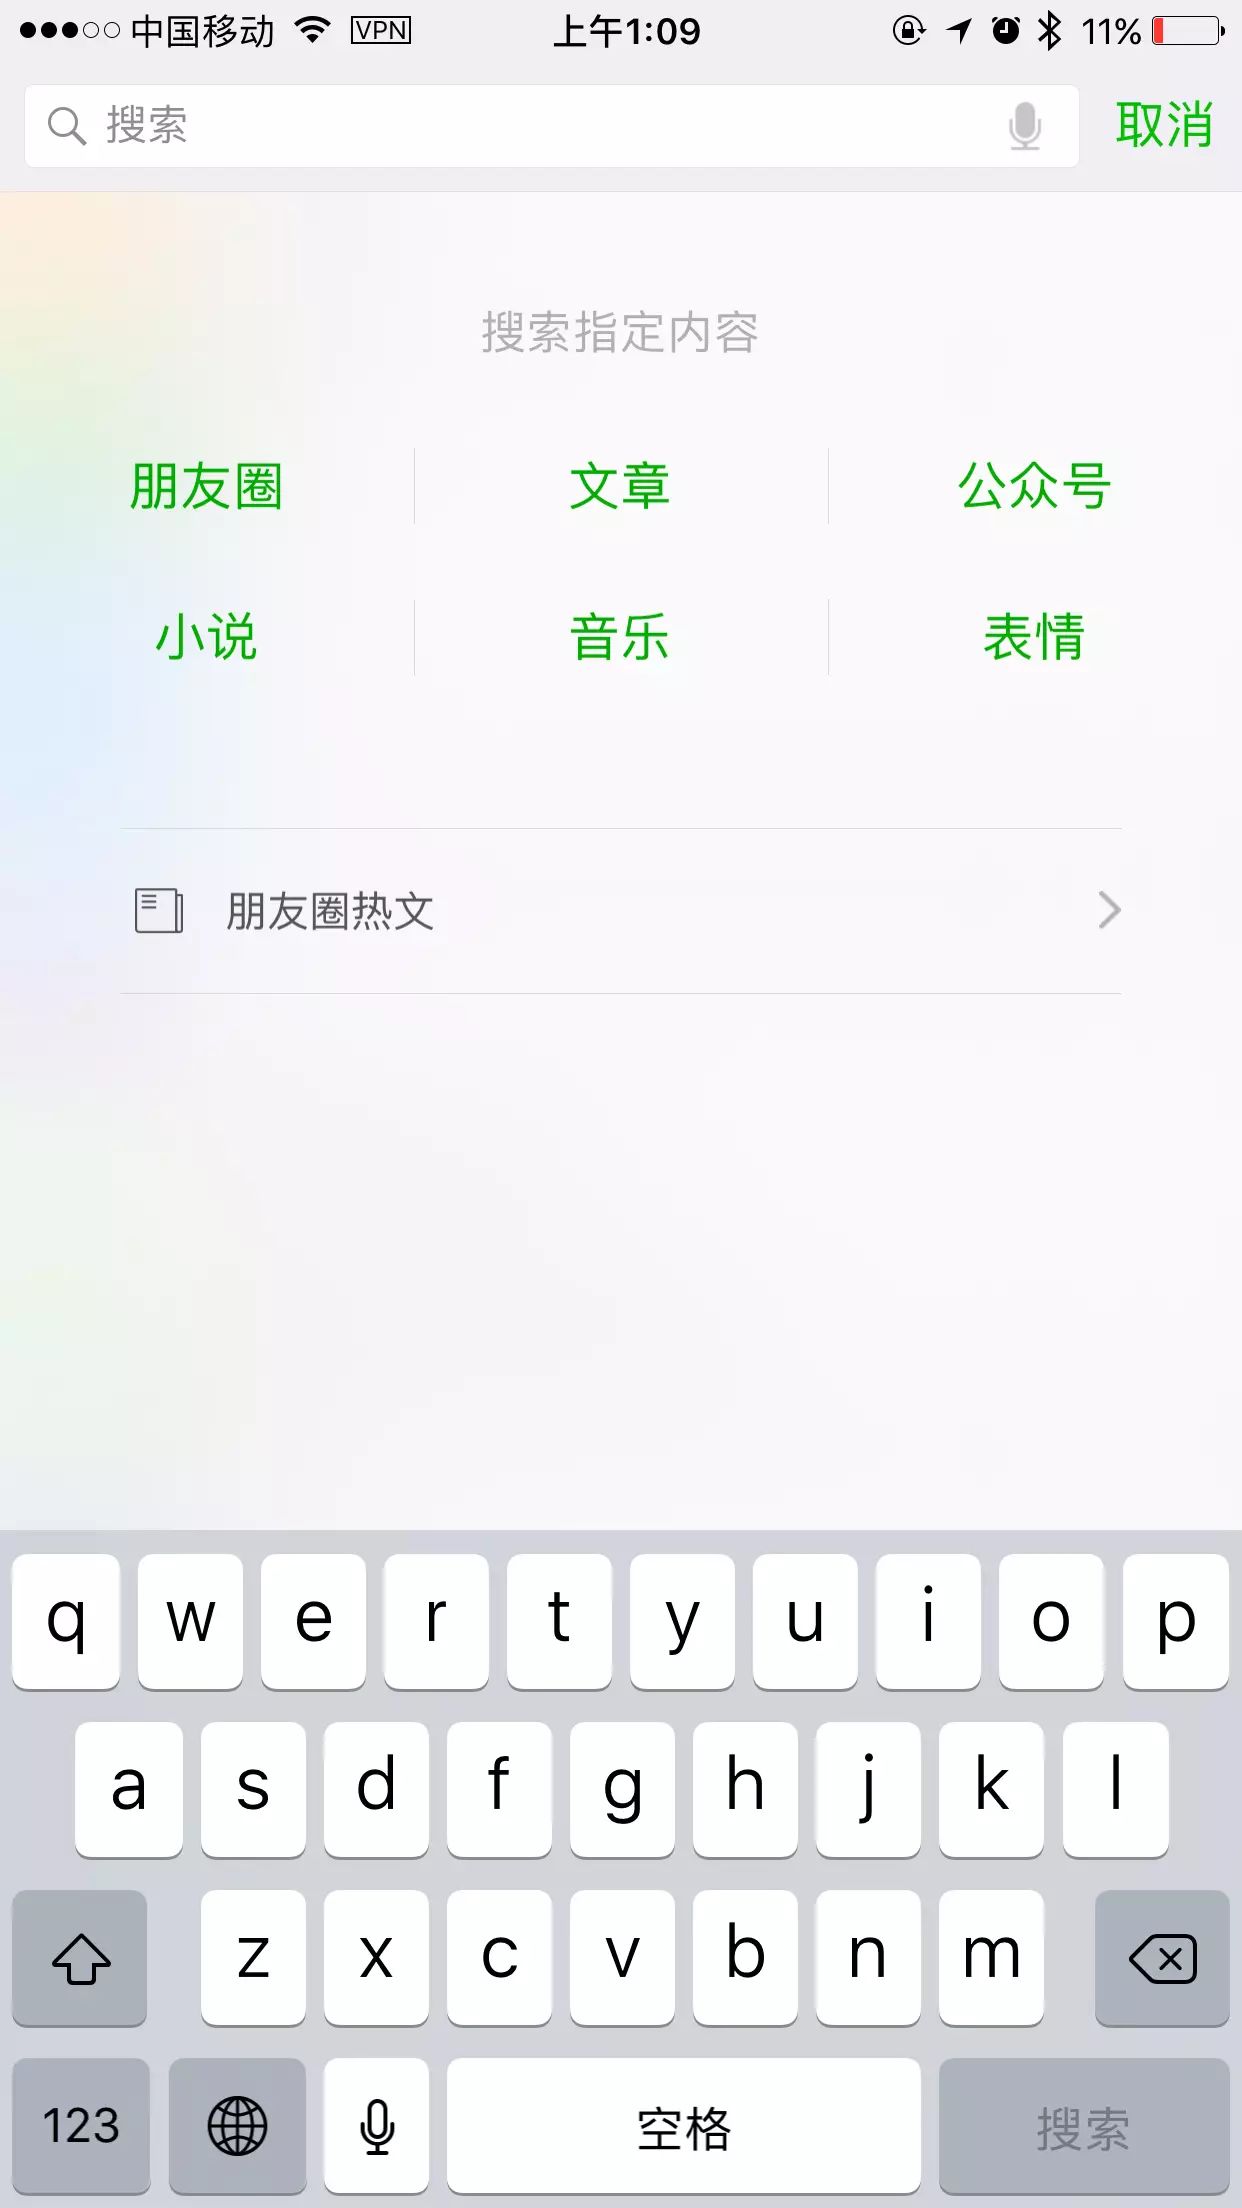 中国移动 VPN 上午1:09 11%
搜索 取消
搜索指定内容
朋友圈 文章 公众号
小说 音乐 表情
朋友圈热文
q w e r t y u i o p
a s d f g h j k l
z x c v b n m
123 空格 搜索